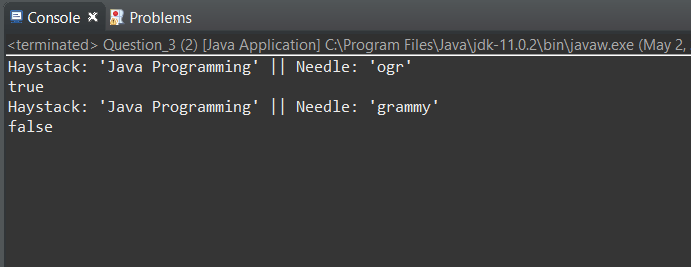 Console Problems
<terminated> Question_3 (2) [Java Application] C:\Program Files\Java\jdk-11.0.2\bin\javaw.exe (May 2,
Haystack: 'Java Programming' || Needle: 'ogr'
true
Haystack: 'Java Programming' || Needle: 'grammy'
false